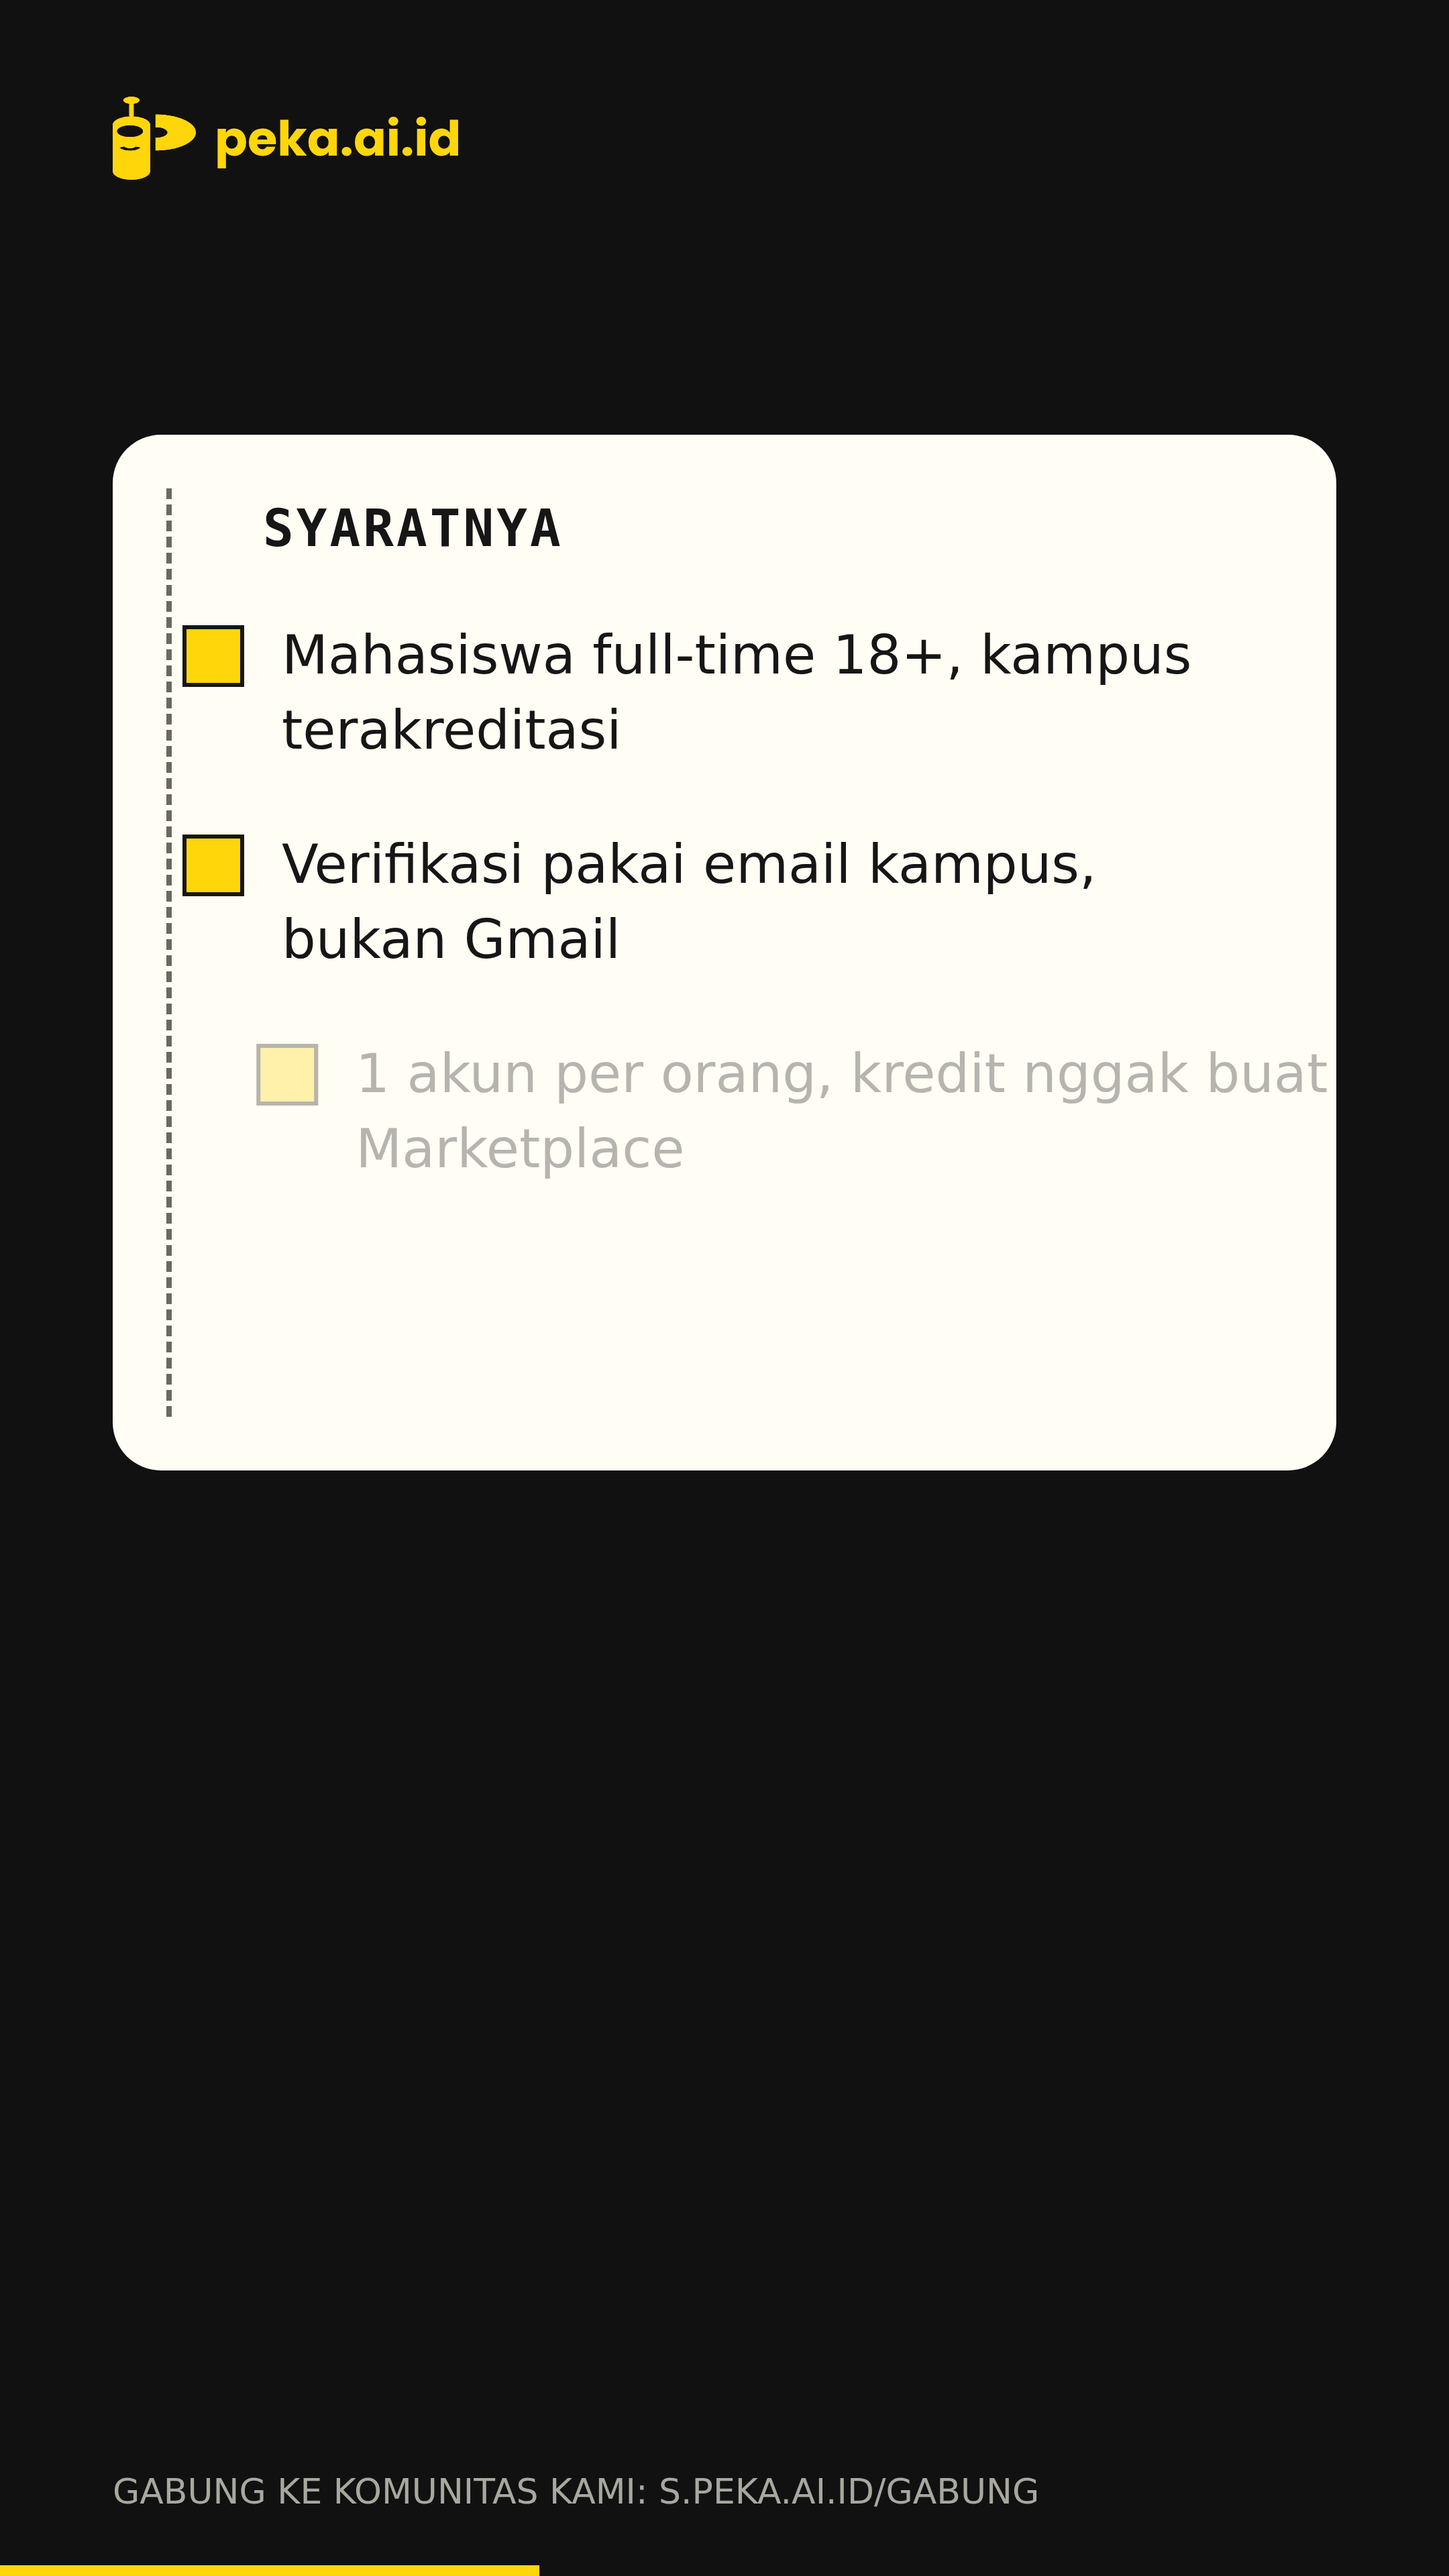 peka.ai.id
SYARATNYA
Mahasiswa full-time 18+, kampus
terakreditasi
Verifikasi pakai email kampus,
bukan Gmail
1 akun per orang, kredit nggak buat
Marketplace
GABUNG KE KOMUNITAS KAMI: S.PEKA.AI.ID/GABUNG